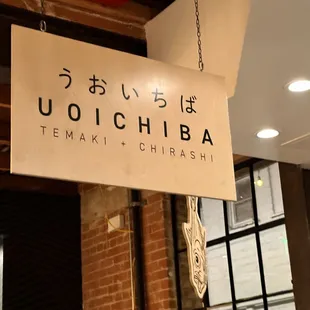 うおいちば
UOICHIBA
TEMAKI + CHIRASHI